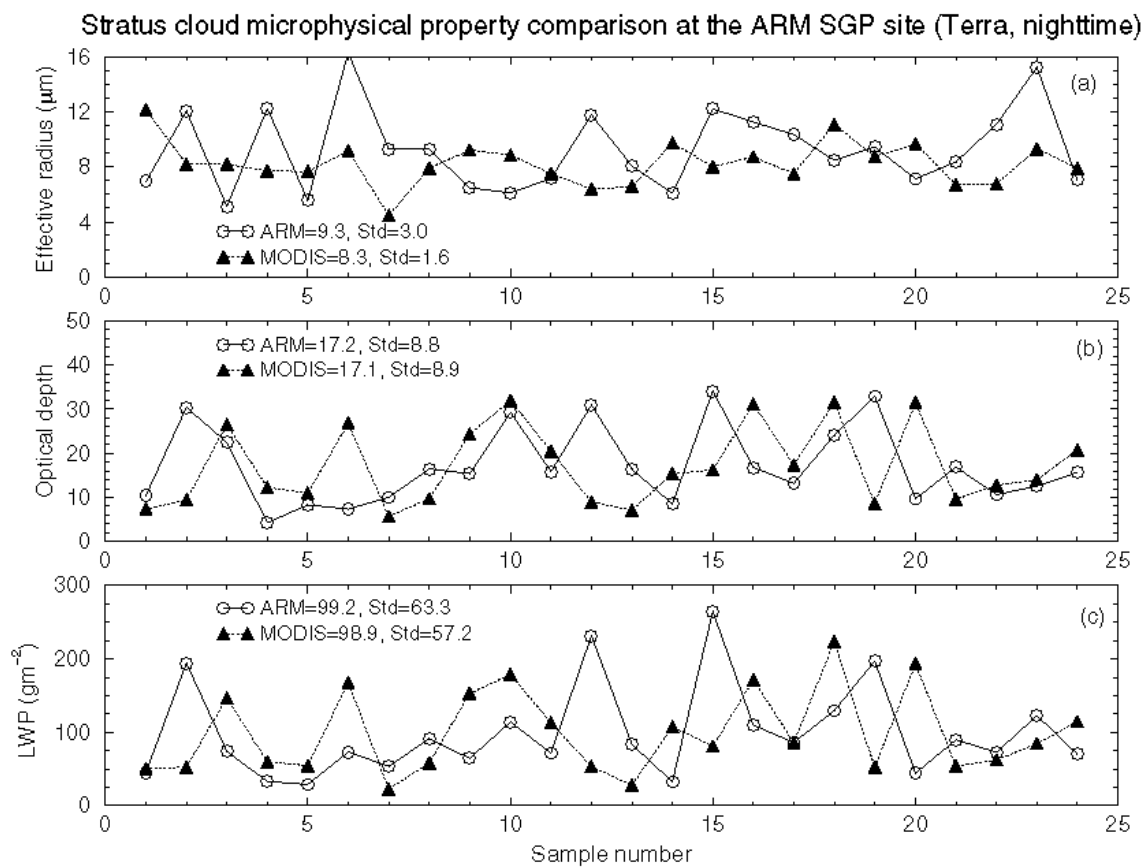 Stratus cloud microphysical property comparison at the ARM SGP site (Terra, nighttime)
16
12
8
4
0
Effective radius (μm)
(a)
ARM=9.3, Std=3.0
MODIS=8.3, Std=1.6
0 5 10 15 20 25
50
40
30
20
10
0
Optical depth
(b)
ARM=17.2, Std=8.8
MODIS=17.1, Std=8.9
0 5 10 15 20 25
300
200
100
0
LWP (gm⁻²)
(c)
ARM=99.2, Std=63.3
MODIS=98.9, Std=57.2
0 5 10 15 20 25
Sample number